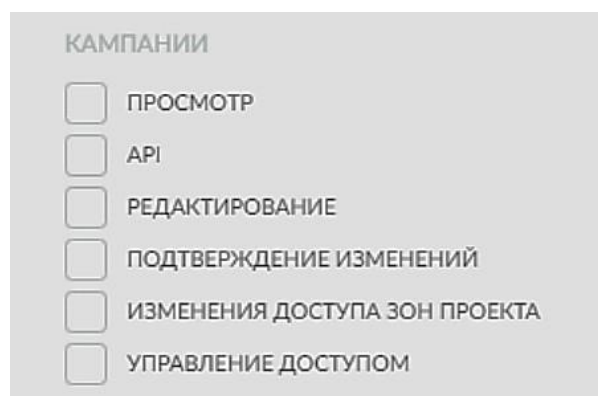 КАМПАНИИ
ПРОСМОТР
API
РЕДАКТИРОВАНИЕ
ПОДТВЕРЖДЕНИЕ ИЗМЕНЕНИЙ
ИЗМЕНЕНИЯ ДОСТУПА ЗОН ПРОЕКТА
УПРАВЛЕНИЕ ДОСТУПОМ